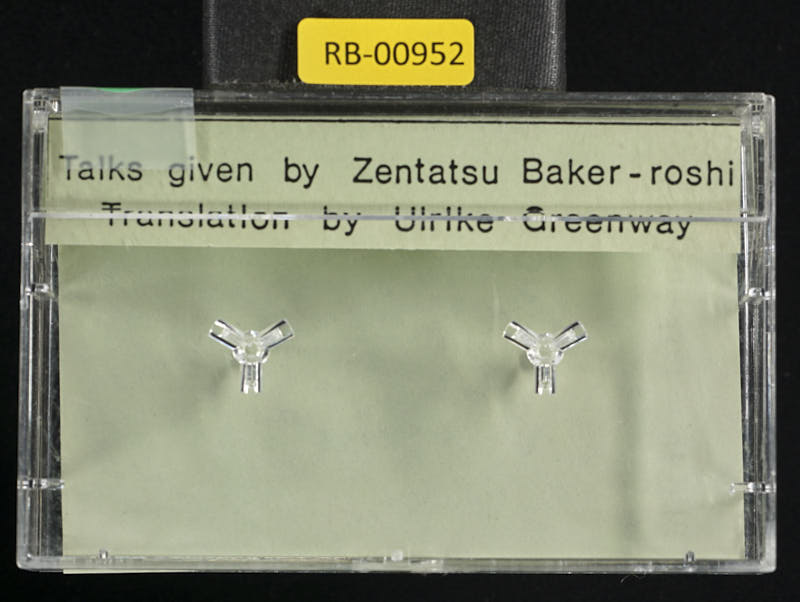 RB-00952
Talks given by Zentatsu Baker-roshi
Translation by Ulrike Greenway